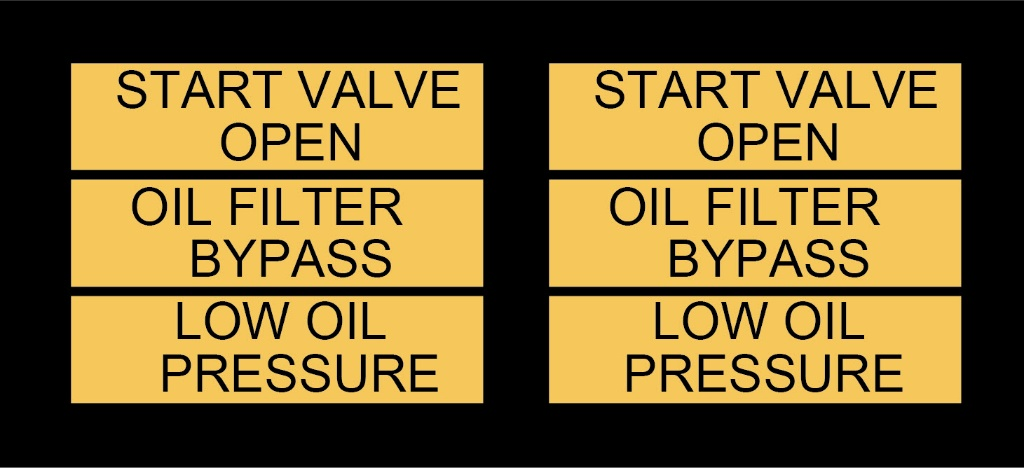 START VALVE
OPEN
OIL FILTER
BYPASS
LOW OIL
PRESSURE
START VALVE
OPEN
OIL FILTER
BYPASS
LOW OIL
PRESSURE